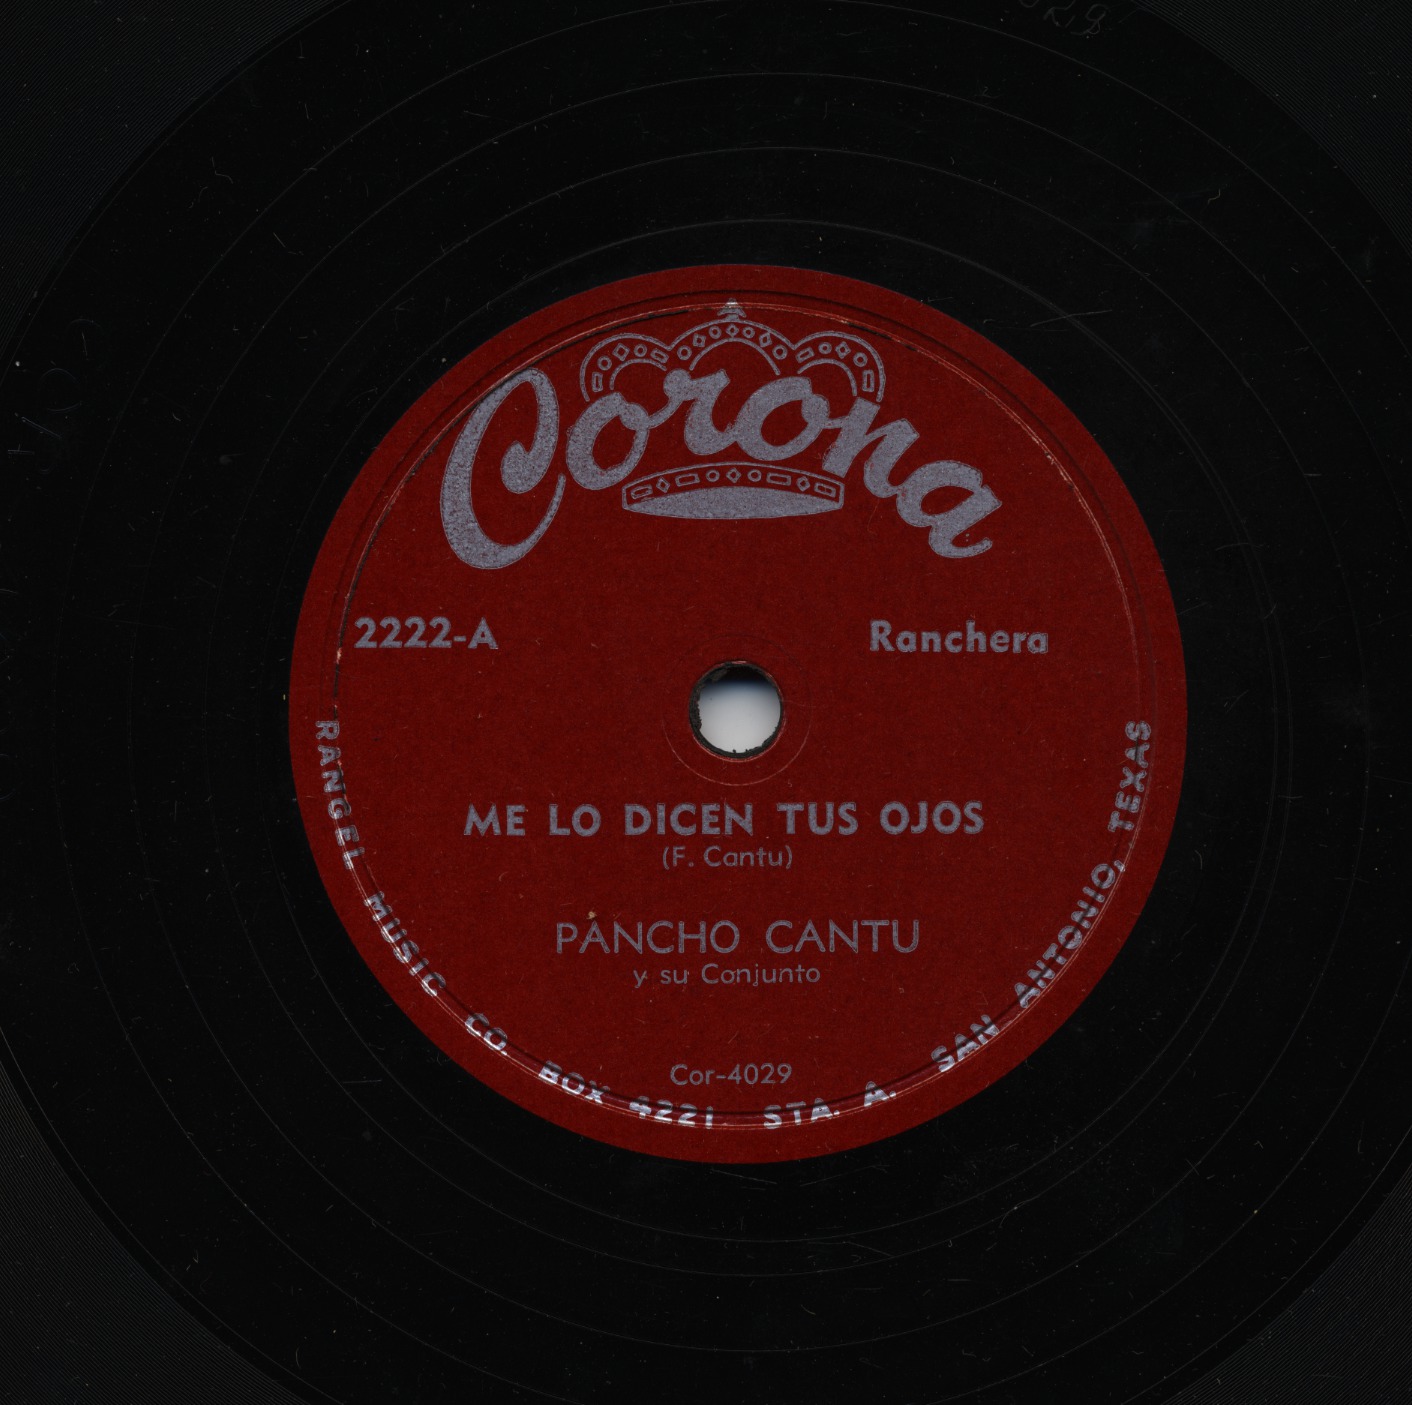 Corona
2222-A
Ranchera
ME LO DICEN TUS OJOS
(F. Cantu)
PANCHO CANTU
y su Conjunto
Cor-4029
RANGEL MUSIC CO. BOX 4221 STA. A. SAN ANTONIO, TEXAS